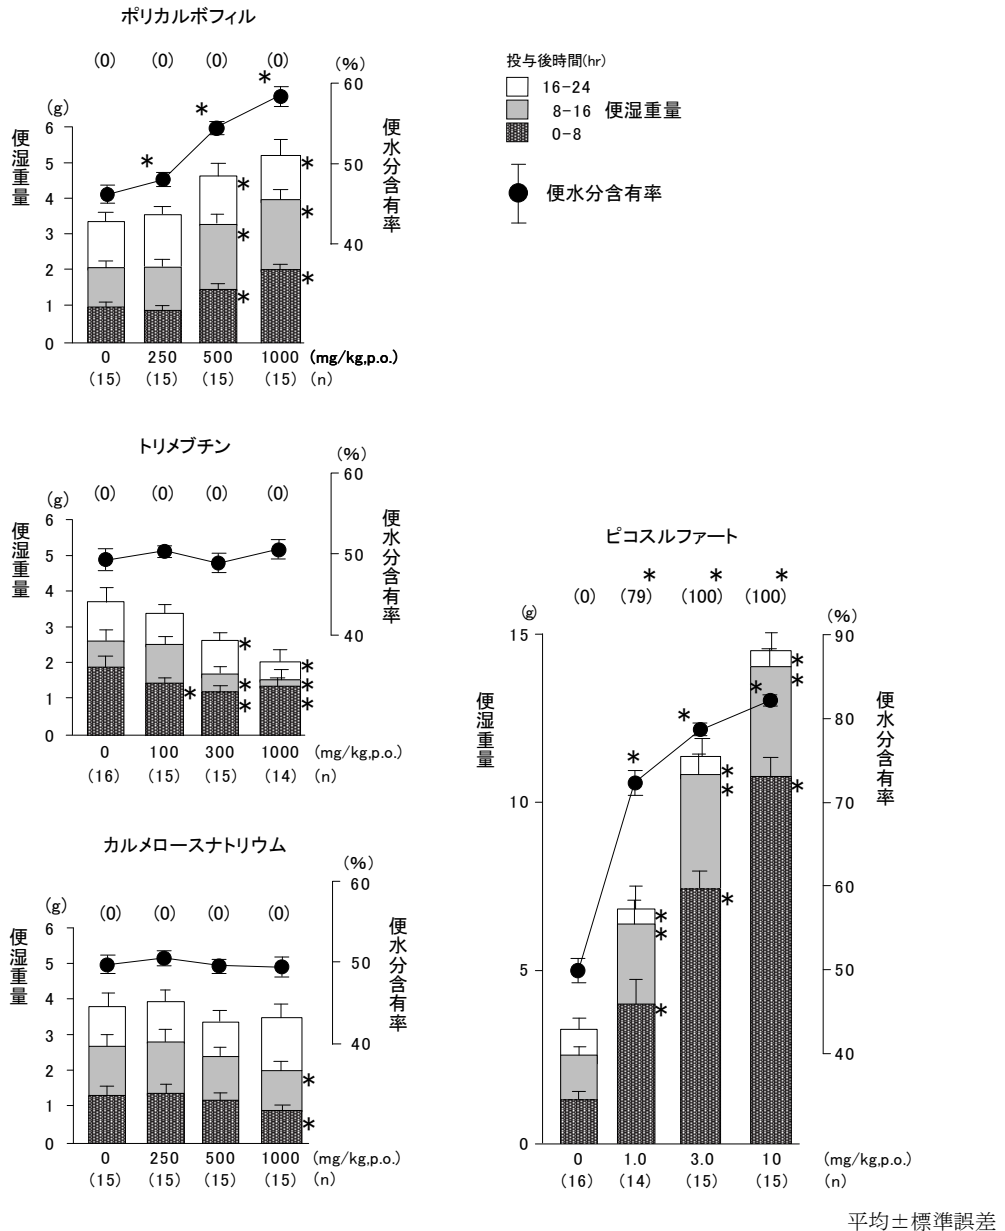 ポリカルボフィル
(0) (0) (0) (0) (%)
60
50
40
便水分含有率
(g)
便湿重量
6
5
4
3
2
1
0
* * *
* * * * * *
0 250 500 1000 (mg/kg,p.o.)
(15) (15) (15) (15) (n)
投与後時間(hr)
16-24
8-16 便湿重量
0-8
便水分含有率
トリメブチン
(%)
(0) (0) (0) (0)
60
50
40
便水分含有率
(g)
便湿重量
6
5
4
3
2
1
0
* * * * * * *
0 100 300 1000 (mg/kg,p.o.)
(16) (15) (15) (14) (n)
カルメロースナトリウム
(%)
(0) (0) (0) (0)
60
50
40
便水分含有率
(g)
便湿重量
6
5
4
3
2
1
0
* *
0 250 500 1000 (mg/kg,p.o.)
(15) (15) (15) (15) (n)
ピコスルファート
* * *
(0) (79) (100) (100)
(g)
便湿重量
15
10
5
0
(%)
90
80
70
60
50
40
便水分含有率
* * *
* * * * * * * * *
0 1.0 3.0 10 (mg/kg,p.o.)
(16) (14) (15) (15) (n)
平均±標準誤差